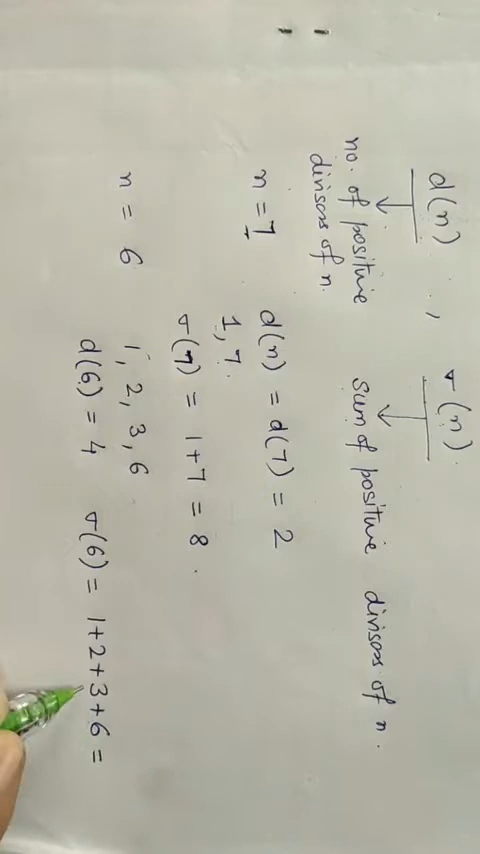 d(n) , σ(n).
no. of positive divisors of n.
sum of positive divisors of n.
n = 7 d(n) = d(7) = 2
1, 7.
σ(7) = 1+7 = 8.
n = 6 1, 2, 3, 6
d(6) = 4 σ(6) = 1+2+3+6 =